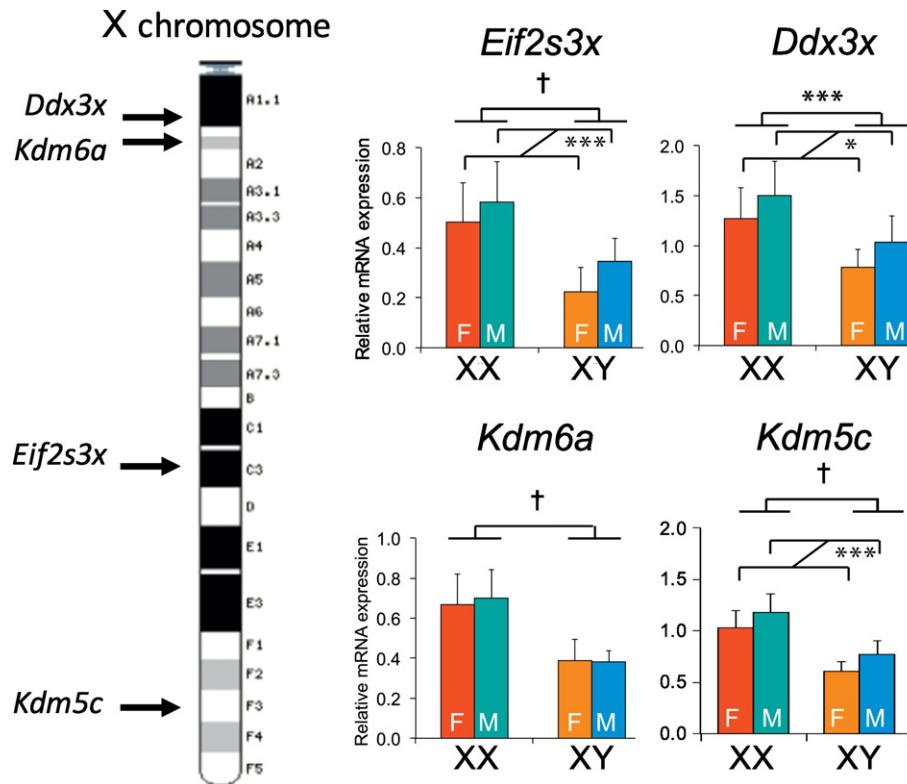 X chromosome
Ddx3x
Kdm6a
Eif2s3x
Kdm5c
A1.1
A2
A3.1
A3.3
A4
A5
A6
A7.1
A7.3
B
C1
C3
D
E1
E3
F1
F2
F3
F4
F5
Eif2s3x
†
***
Relative mRNA expression
0.8
0.6
0.4
0.2
0.0
F M F M
XX XY
Ddx3x
***
*
2.0
1.5
1.0
0.5
0.0
F M F M
XX XY
Kdm6a
†
Relative mRNA expression
1.0
0.8
0.6
0.4
0.2
0.0
F M F M
XX XY
Kdm5c
†
***
2.0
1.5
1.0
0.5
0.0
F M F M
XX XY